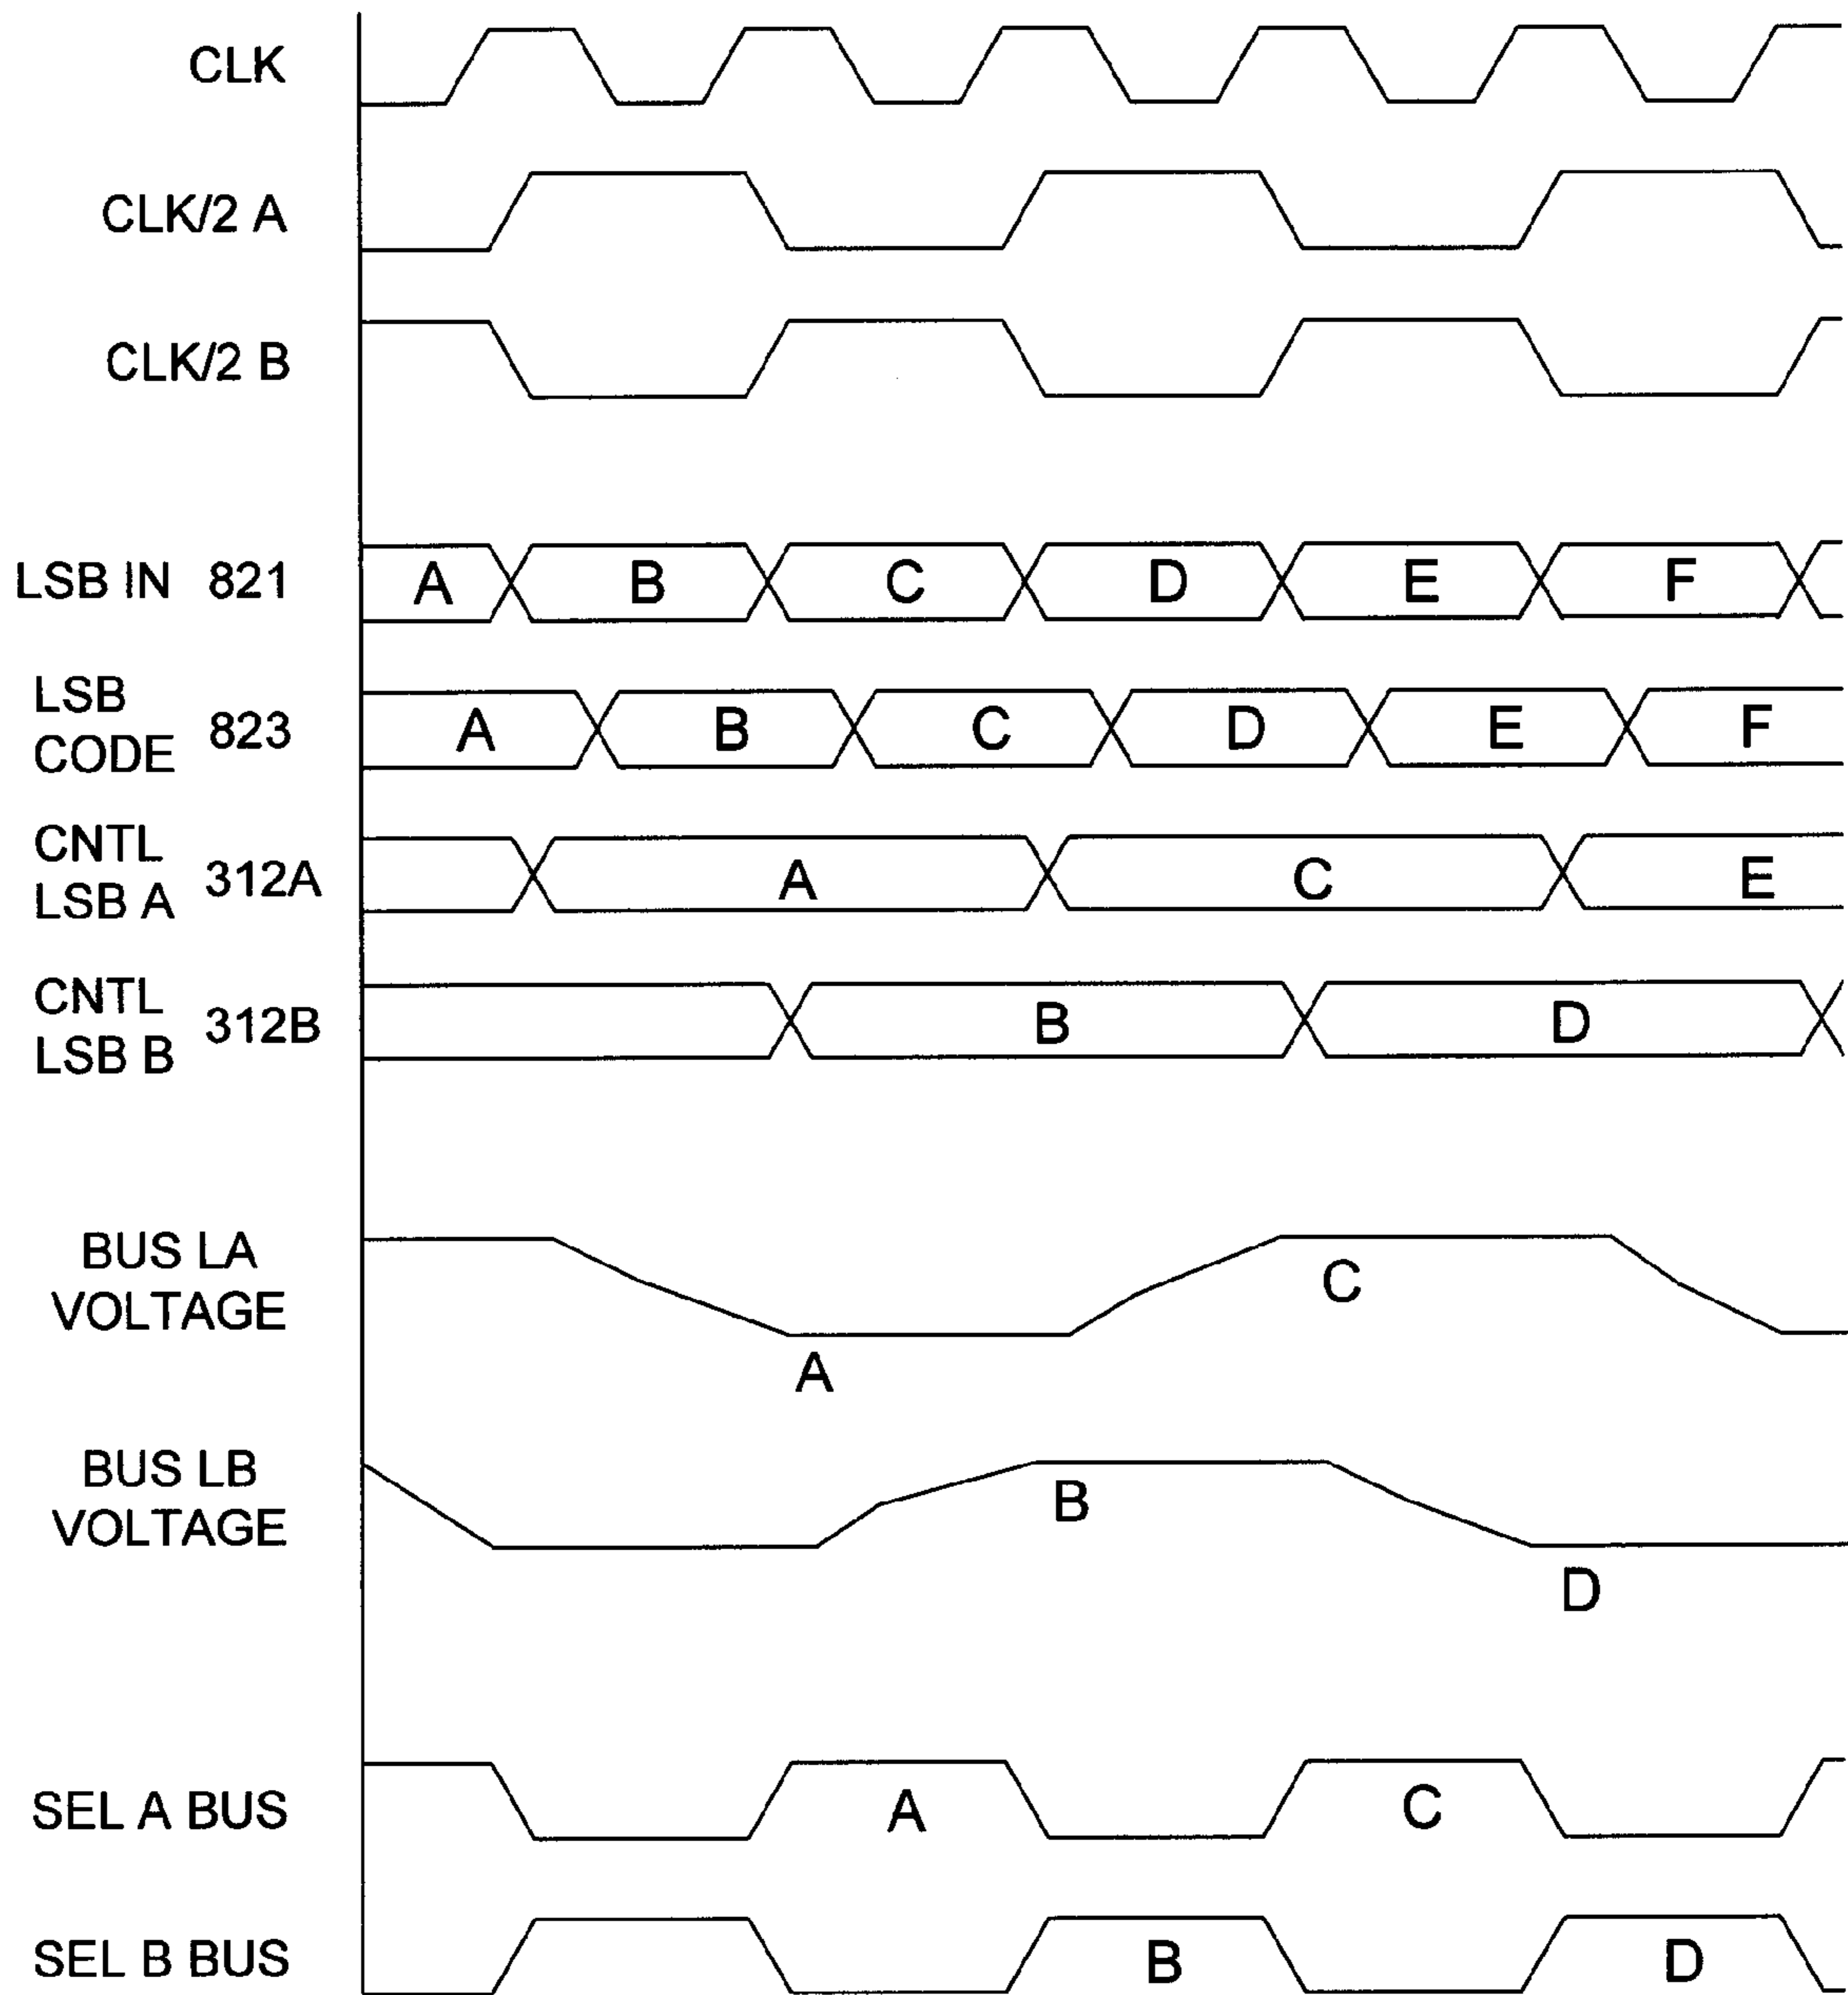 CLK
CLK/2 A
CLK/2 B
LSB IN 821 A B C D E F
LSB
CODE 823 A B C D E F
CNTL
LSB A 312A A C E
CNTL
LSB B 312B B D
BUS LA
VOLTAGE
A C
BUS LB
VOLTAGE
B D
SEL A BUS A C
SEL B BUS B D